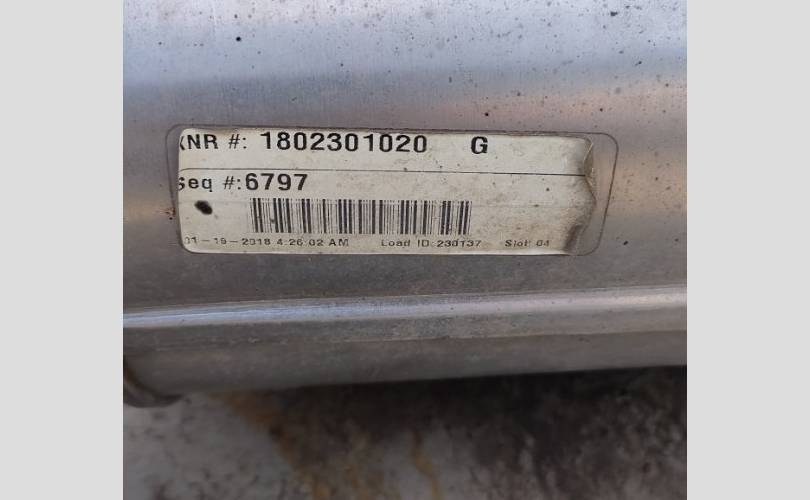 KNR #: 1802301020 G
Seq #:6797
01-19-2018 4:26:02 AM Load ID: 230137 Slot: 04